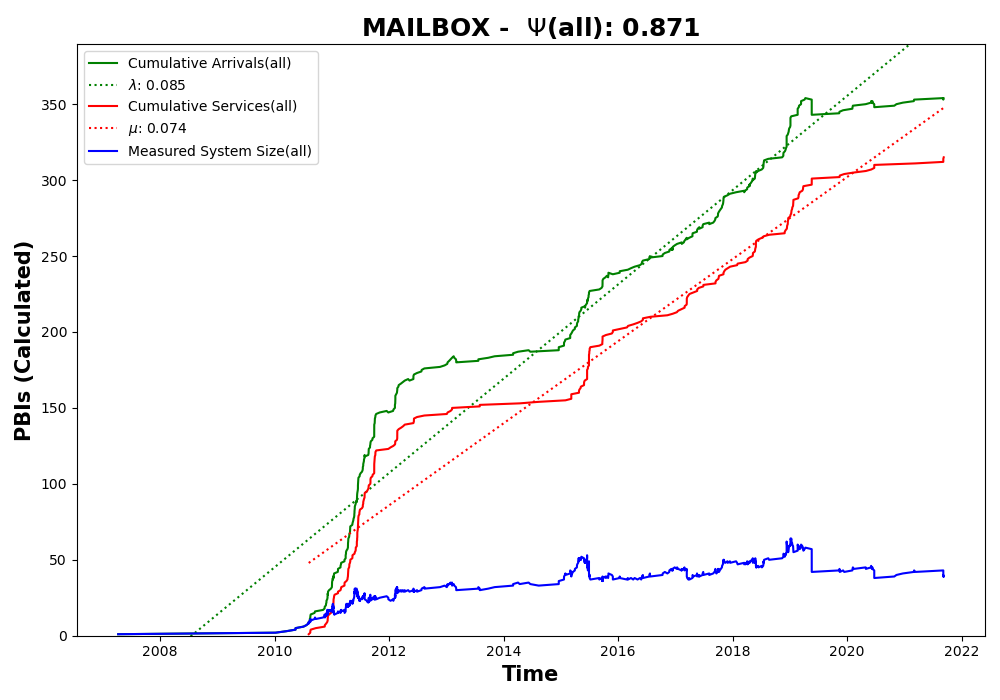 MAILBOX - Ψ(all): 0.871
Cumulative Arrivals(all)
λ: 0.085
Cumulative Services(all)
μ: 0.074
Measured System Size(all)
PBIs (Calculated)
350
300
250
200
150
100
50
0
2008 2010 2012 2014 2016 2018 2020 2022
Time